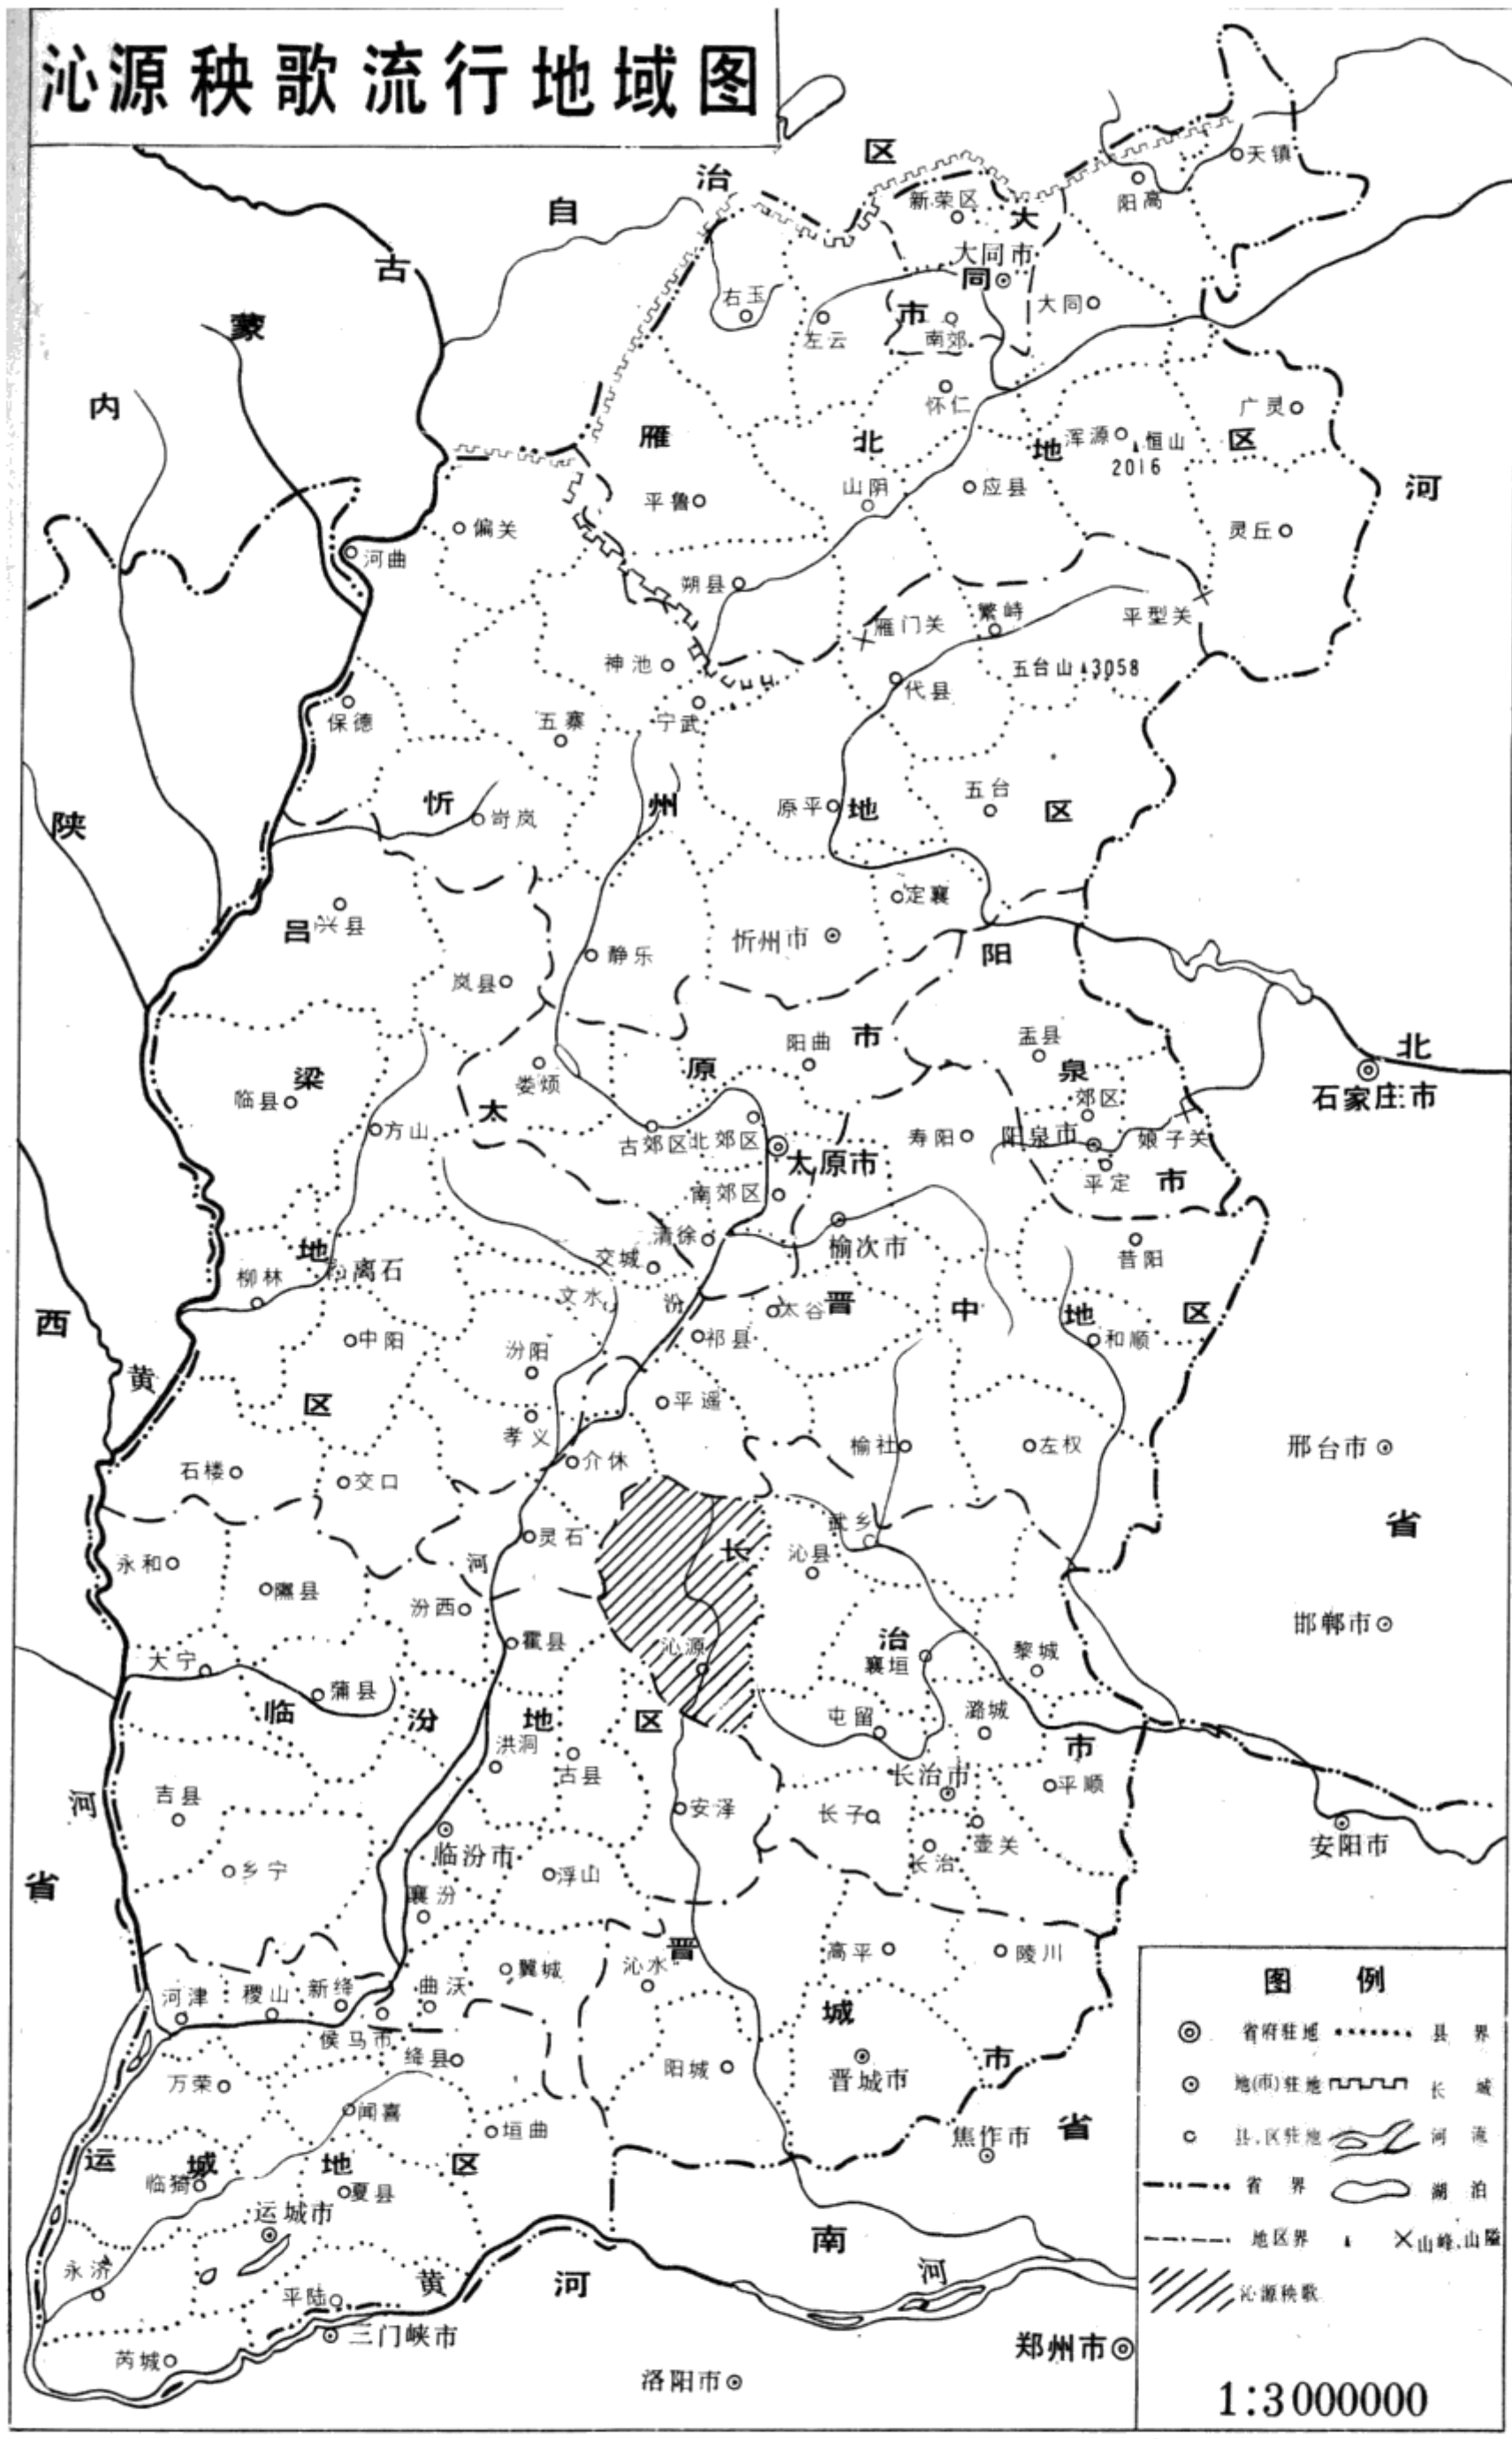 沁源秧歌流行地域图
内
蒙
古
自
治
区
天镇
阳高
新荣区
大
大同市
同
大同
市
右玉
左云
南郊
怀仁
广灵
雁
北
地
区
浑源
恒山
2016
河
平鲁
山阴
应县
灵丘
偏关
河曲
朔县
雁门关
繁峙
平型关
神池
五台山
3058
代县
保德
五寨
宁武
陕
忻
州
地
区
岢岚
原平
五台
定襄
吕
兴县
静乐
忻州市
阳
岚县
阳曲
市
盂县
北
石家庄市
梁
娄烦
原
泉
临县
太
郊区
方山
古郊区
北郊区
太原市
寿阳
阳泉市
娘子关
南郊区
平定
市
清徐
榆次市
昔阳
地
柳林
离石
交城
西
文水
汾
太谷
晋
中
地
区
中阳
祁县
和顺
黄
汾阳
区
平遥
孝义
榆社
左权
邢台市
石楼
交口
介休
省
灵石
长
武乡
沁县
永和
隰县
河
汾西
邯郸市
霍县
沁源
治
襄垣
黎城
大宁
蒲县
临
汾
地
区
屯留
潞城
洪洞
古县
市
长治市
平顺
吉县
河
安泽
长子
壶关
安阳市
临汾市
长治
省
乡宁
浮山
襄汾
晋
高平
陵川
翼城
沁水
河津
稷山
新绛
曲沃
城
侯马市
绛县
阳城
晋城市
市
万荣
闻喜
垣曲
焦作市
省
运
城
地
区
临猗
夏县
运城市
南
永济
平陆
黄
河
河
三门峡市
芮城
洛阳市
郑州市
图例
省府驻地
县界
地(市)驻地
长城
县、区驻地
河流
省界
湖泊
地区界
山峰、山隘
沁源秧歌
1:3000000